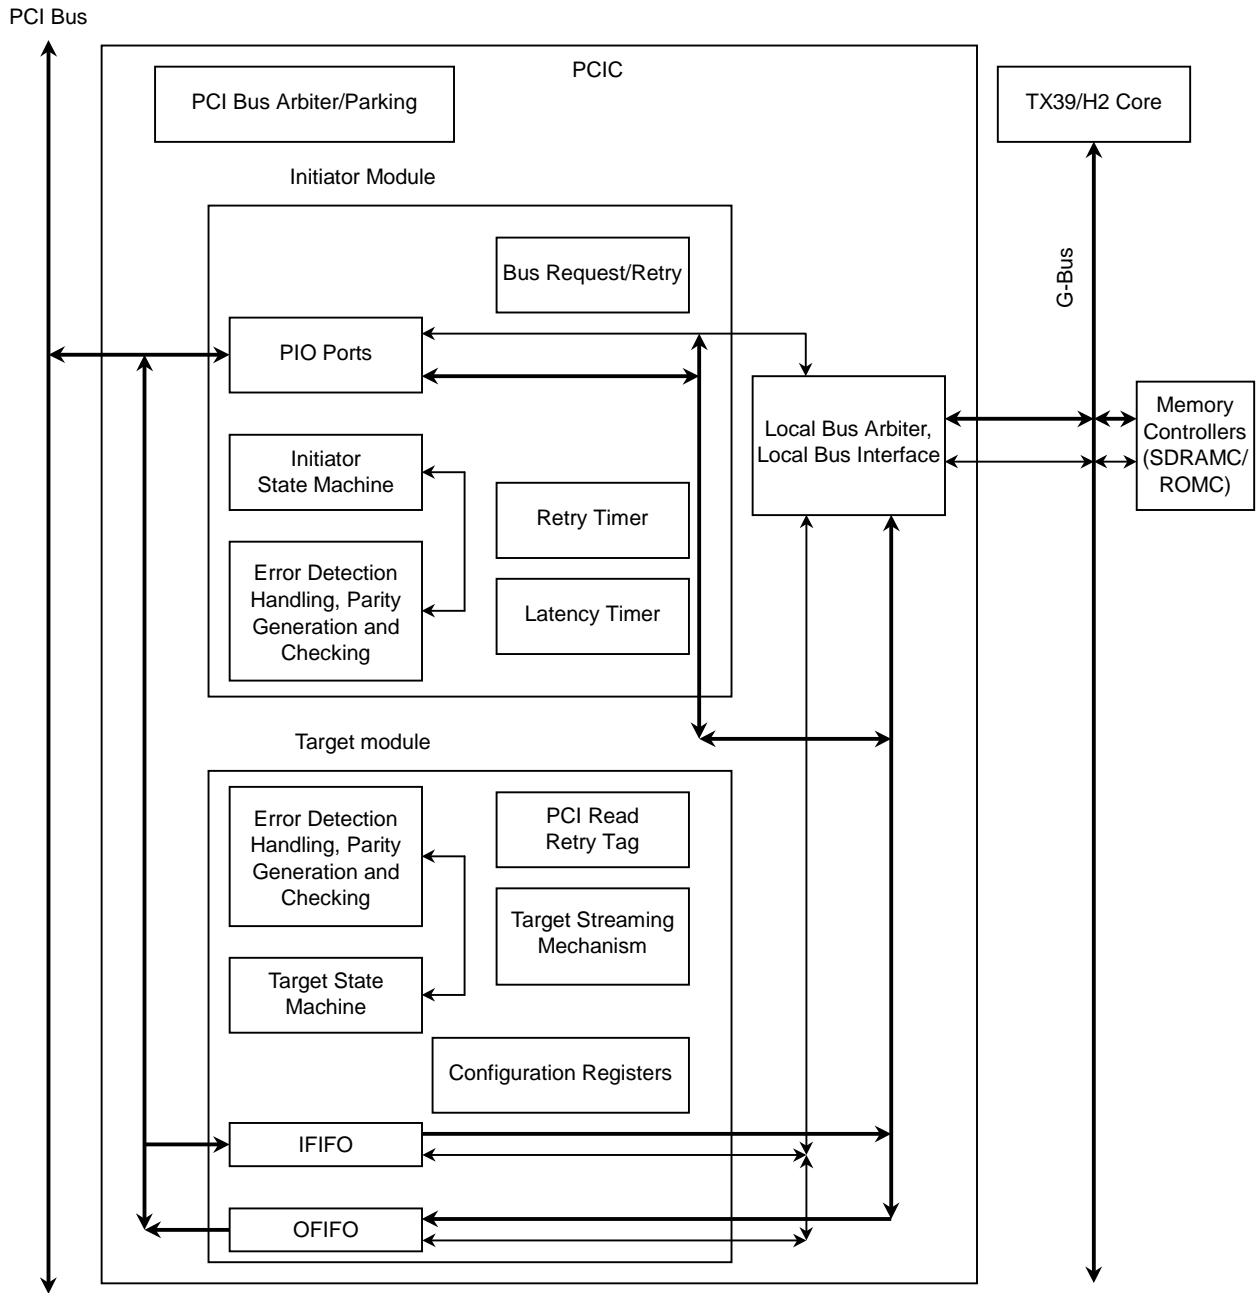 PCI Bus
PCIC
PCI Bus Arbiter/Parking
TX39/H2 Core
Initiator Module
Bus Request/Retry
G-Bus
PIO Ports
Local Bus Arbiter,
Local Bus Interface
Memory
Controllers
(SDRAMC/
ROMC)
Initiator
State Machine
Retry Timer
Error Detection
Handling, Parity
Generation and
Checking
Latency Timer
Target module
Error Detection
Handling, Parity
Generation and
Checking
PCI Read
Retry Tag
Target Streaming
Mechanism
Target State
Machine
Configuration Registers
IFIFO
OFIFO